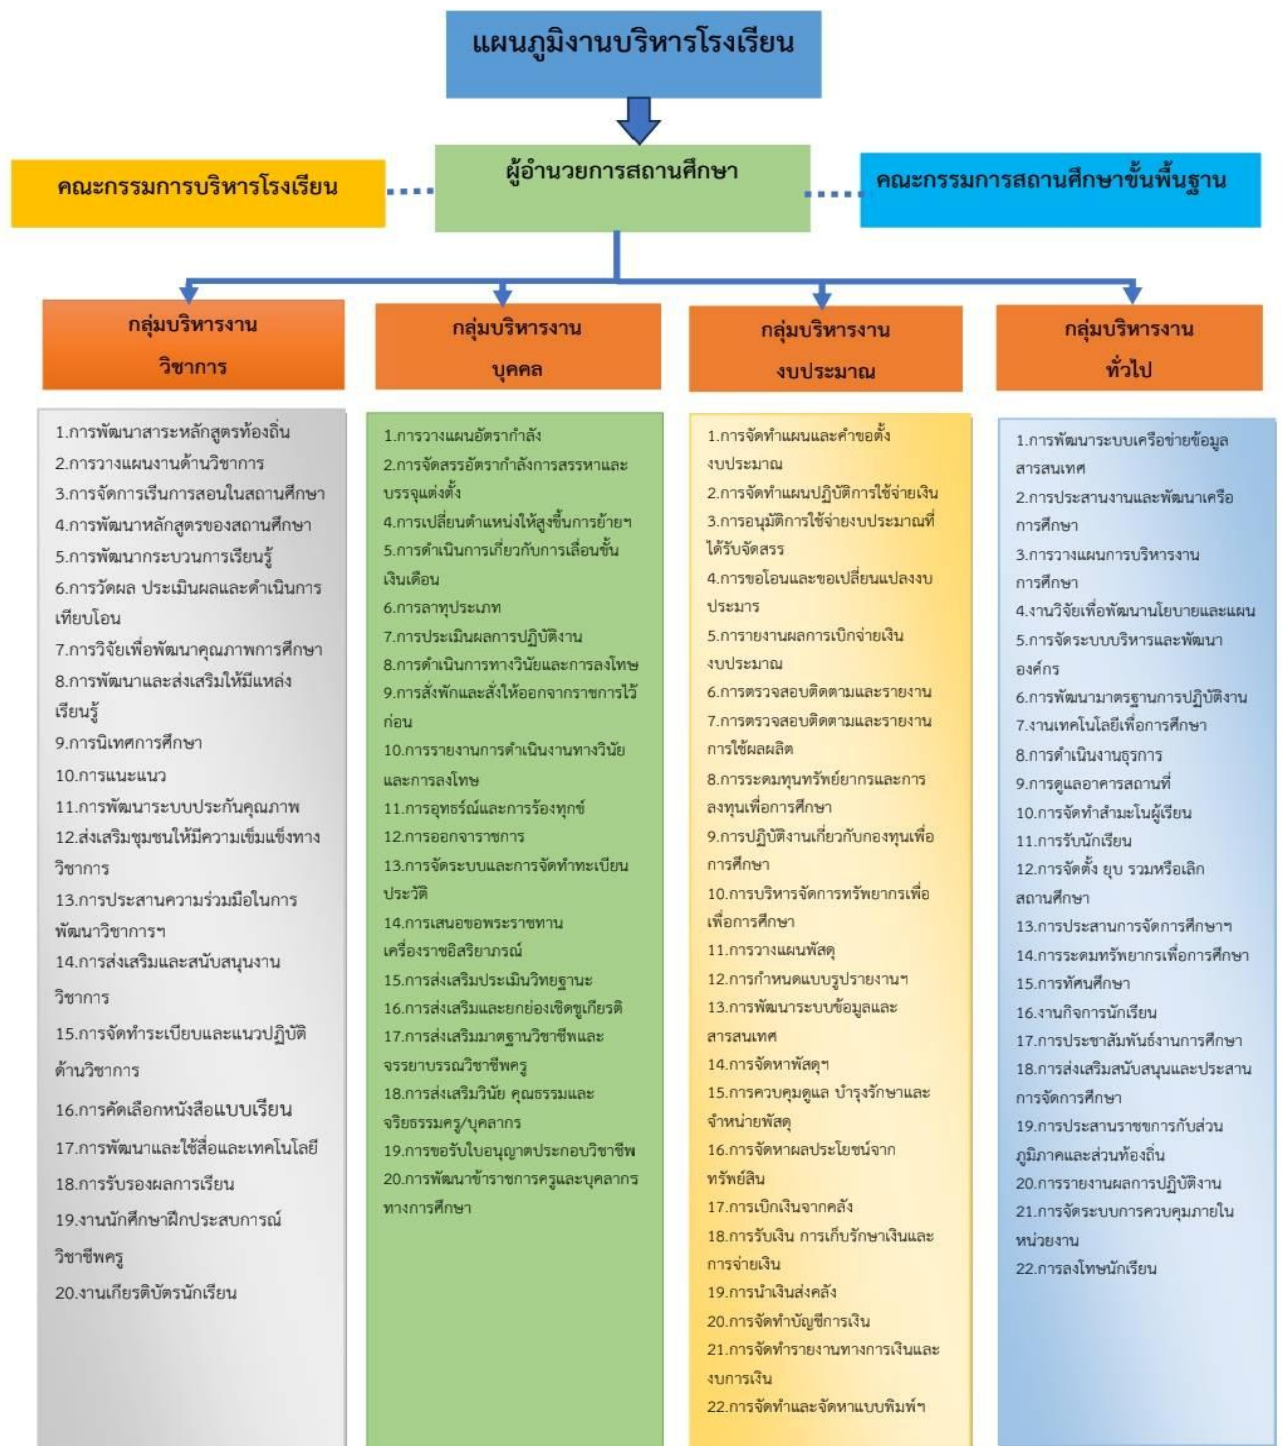 แผนภูมิงานบริหารโรงเรียน
ผู้อำนวยการสถานศึกษา
คณะกรรมการบริหารโรงเรียน
คณะกรรมการสถานศึกษาขั้นพื้นฐาน
กลุ่มบริหารงาน
วิชาการ
1.การพัฒนาสาระหลักสูตรท้องถิ่น
2.การวางแผนงานด้านวิชาการ
3.การจัดการเรีนการสอนในสถานศึกษา
4.การพัฒนาหลักสูตรของสถานศึกษา
5.การพัฒนากระบวนการเรียนรู้
6.การวัดผล ประเมินผลและดำเนินการ
เทียบโอน
7.การวิจัยเพื่อพัฒนาคุณภาพการศึกษา
8.การพัฒนาและส่งเสริมให้มีแหล่ง
เรียนรู้
9.การนิเทศการศึกษา
10.การแนะแนว
11.การพัฒนาระบบประกันคุณภาพ
12.ส่งเสริมชุมชนให้มีความเข็มแข็งทาง
วิชาการ
13.การประสานความร่วมมือในการ
พัฒนาวิชาการฯ
14.การส่งเสริมและสนับสนุนงาน
วิชาการ
15.การจัดทำระเบียบและแนวปฏิบัติ
ด้านวิชาการ
16.การคัดเลือกหนังสือแบบเรียน
17.การพัฒนาและใช้สื่อและเทคโนโลยี
18.การรับรองผลการเรียน
19.งานนักศึกษาฝึกประสบการณ์
วิชาชีพครู
20.งานเกียรติบัตรนักเรียน
กลุ่มบริหารงาน
บุคคล
1.การวางแผนอัตรากำลัง
2.การจัดสรรอัตรากำลังการสรรหาและ
บรรจุแต่งตั้ง
4.การเปลี่ยนตำแหน่งให้สูงขึ้นการย้ายฯ
5.การดำเนินการเกี่ยวกับการเลื่อนขั้น
เงินเดือน
6.การลาทุประเภท
7.การประเมินผลการปฏิบัติงาน
8.การดำเนินการทางวินัยและการลงโทษ
9.การสั่งพักและสั่งให้ออกจากราชการไว้
ก่อน
10.การรายงานการดำเนินงานทางวินัย
และการลงโทษ
11.การอุทธร์ณ์และการร้องทุกข์
12.การออกจาราชการ
13.การจัดระบบและการจัดทำทะเบียน
ประวัติ
14.การเสนอขอพระราชทาน
เครื่องราชอิสริยาภรณ์
15.การส่งเสริมประเมินวิทยฐานะ
16.การส่งเสริมและยกย่องเชิดชูเกียรติ
17.การส่งเสริมมาตฐานวิชาชีพและ
จรรยาบรรณวิชาชีพครู
18.การส่งเสริมวินัย คุณธรรมและ
จริยธรรมครู/บุคลากร
19.การขอรับใบอนุญาตประกอบวิชาชีพ
20.การพัฒนาข้าราชการครูและบุคลากร
ทางการศึกษา
กลุ่มบริหารงาน
งบประมาณ
1.การจัดทำแผนและคำขอตั้ง
งบประมาณ
2.การจัดทำแผนปฏิบัติการใช้จ่ายเงิน
3.การอนุมัติการใช้จ่ายงบประมาณที่
ได้รับจัดสรร
4.การขอโอนและขอเปลี่ยนแปลงงบ
ประมาร
5.การายงานผลการเบิกจ่ายเงิน
งบประมาณ
6.การตรวจสอบติดตามและรายงาน
7.การตรวจสอบติดตามและรายงาน
การใช้ผลผลิต
8.การระดมทุนทรัพย์ยากรและการ
ลงทุนเพื่อการศึกษา
9.การปฏิบัติงานเกี่ยวกับกองทุนเพื่อ
การศึกษา
10.การบริหารจัดการทรัพยากรเพื่อ
เพื่อการศึกษา
11.การวางแผนพัสดุ
12.การกำหนดแบบรูปรายงานฯ
13.การพัฒนาระบบข้อมูลและ
สารสนเทศ
14.การจัดหาพัสดุฯ
15.การควบคุมดูแล บำรุงรักษาและ
จำหน่ายพัสดุ
16.การจัดหาผลประโยชน์จาก
ทรัพย์สิน
17.การเบิกเงินจากคลัง
18.การรับเงิน การเก็บรักษาเงินและ
การจ่ายเงิน
19.การนำเงินส่งคลัง
20.การจัดทำบัญชีการเงิน
21.การจัดทำรายงานทางการเงินและ
งบการเงิน
22.การจัดทำและจัดหาแบบพิมพ์ฯ
กลุ่มบริหารงาน
ทั่วไป
1.การพัฒนาระบบเครือข่ายข้อมูล
สารสนเทศ
2.การประสานงานและพัฒนาเครือ
การศึกษา
3.การวางแผนการบริหารงาน
การศึกษา
4.งานวิจัยเพื่อพัฒนานโยบายและแผน
5.การจัดระบบบริหารและพัฒนา
องค์กร
6.การพัฒนามาตรฐานการปฏิบัติงาน
7.งานเทคโนโลยีเพื่อการศึกษา
8.การดำเนินงานธุรการ
9.การดูแลอาคารสถานที่
10.การจัดทำสำมะโนผู้เรียน
11.การรับนักเรียน
12.การจัดตั้ง ยุบ รวมหรือเลิก
สถานศึกษา
13.การประสานการจัดการศึกษาฯ
14.การระดมทรัพยากรเพื่อการศึกษา
15.การทัศนศึกษา
16.งานกิจการนักเรียน
17.การประชาสัมพันธ์งานการศึกษา
18.การส่งเสริมสนับสนุนและประสาน
การจัดการศึกษา
19.การประสานราชขการกับส่วน
ภูมิภาคและส่วนท้องถิ่น
20.การรายงานผลการปฏิบัติงาน
21.การจัดระบบการควบคุมภายใน
หน่วยงาน
22.การลงโทษนักเรียน